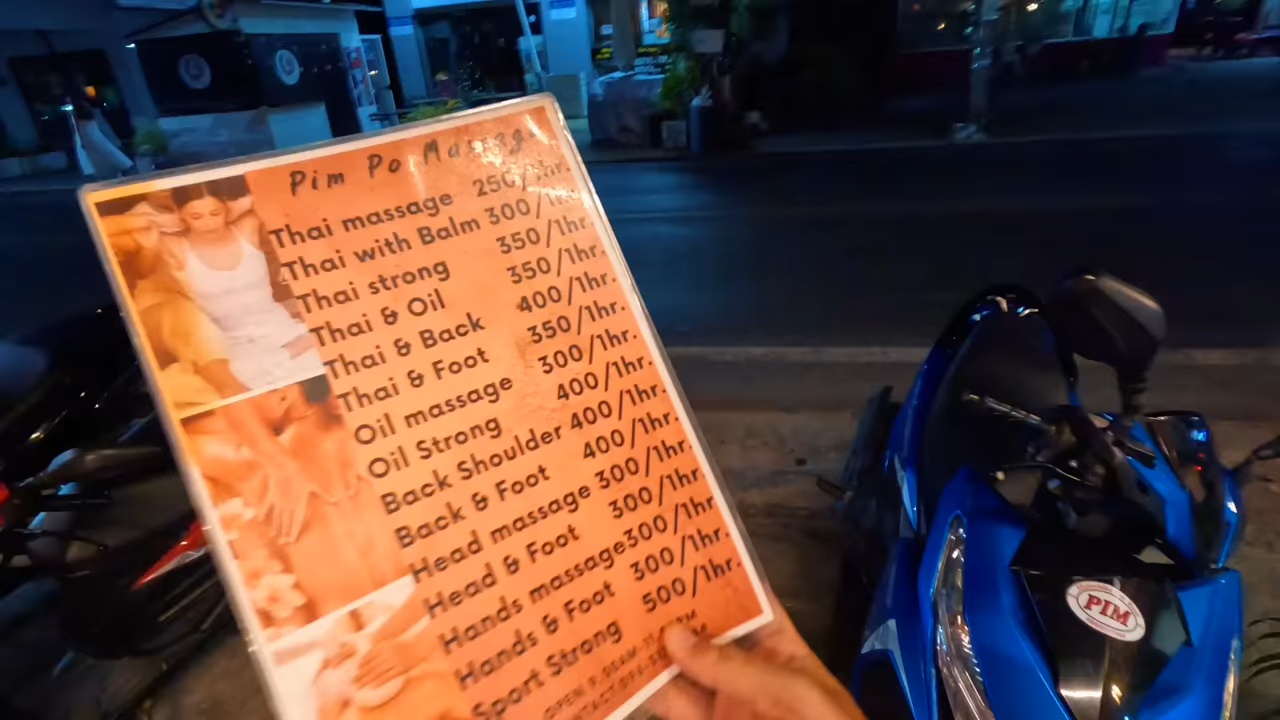 Pim Po Massage
Thai massage 250/1hr.
Thai with Balm 300/1hr.
Thai strong 350/1hr.
Thai & Oil 350/1hr.
Thai & Back 400/1hr.
Thai & Foot 350/1hr.
Oil massage 300/1hr.
Oil Strong 400/1hr.
Back Shoulder 400/1hr.
Back & Foot 400/1hr.
Head massage 300/1hr.
Head & Foot 300/1hr.
Hands massage 300/1hr
Hands & Foot 300/1hr.
Sport Strong 500/1hr.
OPEN
PIM